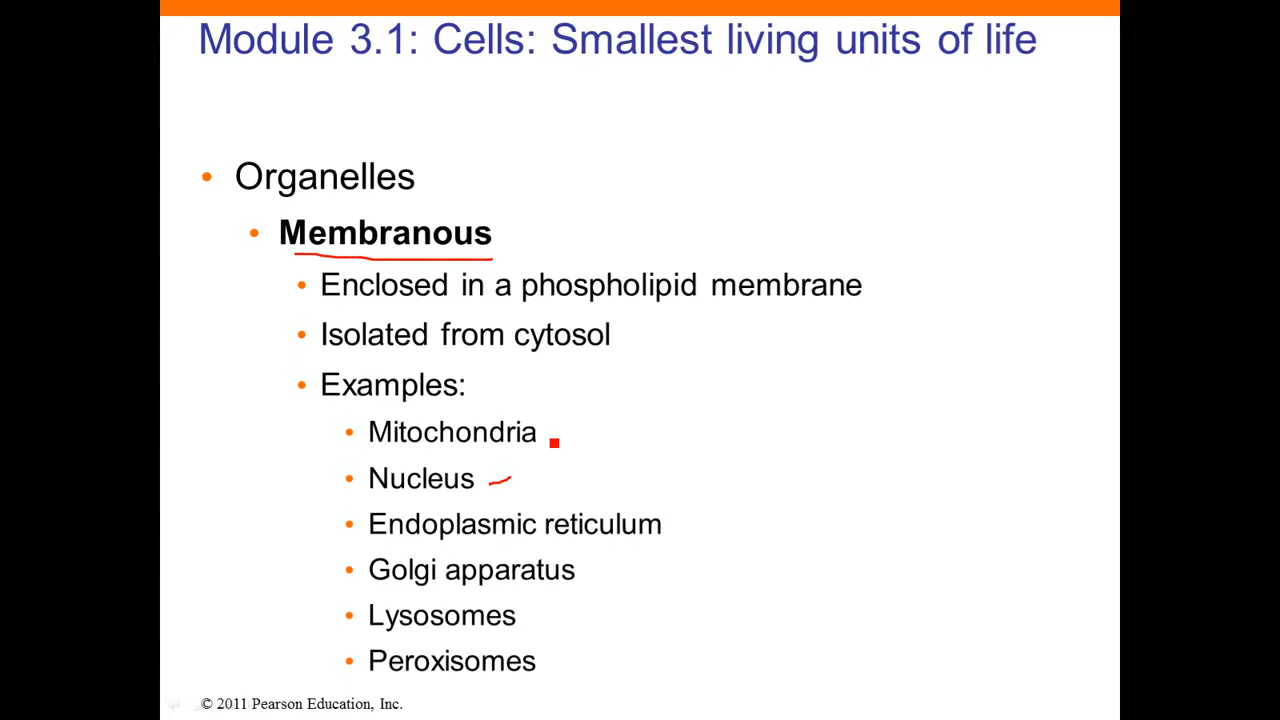 Module 3.1: Cells: Smallest living units of life
• Organelles
• Membranous
• Enclosed in a phospholipid membrane
• Isolated from cytosol
• Examples:
• Mitochondria
• Nucleus
• Endoplasmic reticulum
• Golgi apparatus
• Lysosomes
• Peroxisomes
© 2011 Pearson Education, Inc.